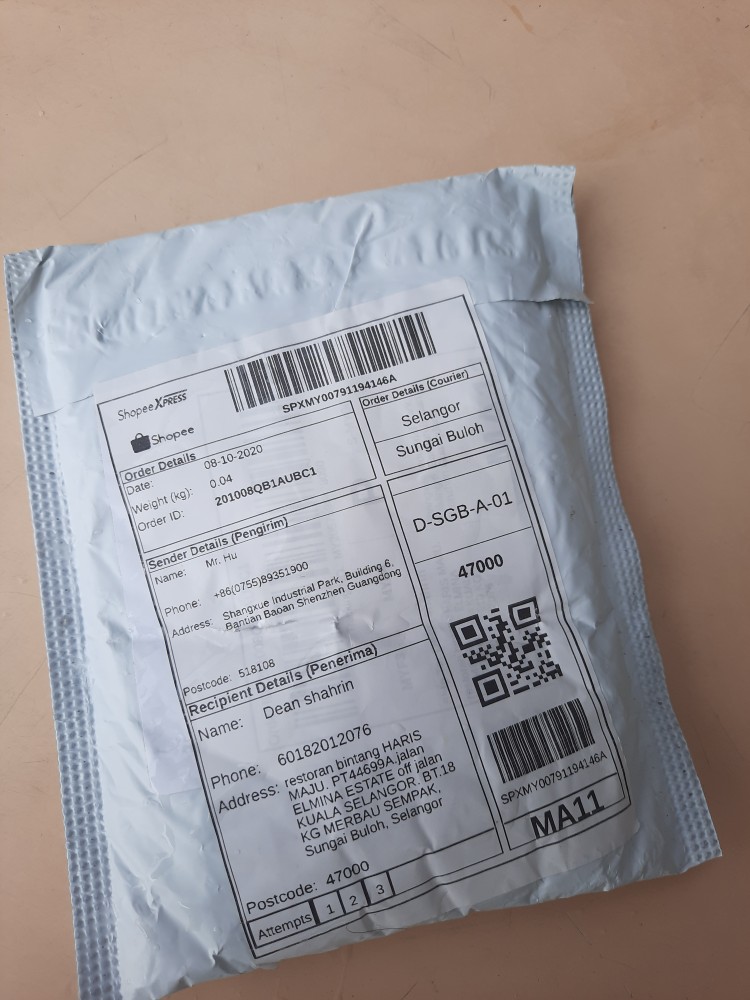 ShopeeXPRESS
Shopee
SPXMY00791194146A
Order Details
Date: 08-10-2020
Weight (kg): 0.04
Order ID: 201008QB1AUBC1
Order Details (Courier)
Selangor
Sungai Buloh
Sender Details (Pengirim)
Name: Mr. Hu
Phone: +86(0755)89351900
Address: Shangxue Industrial Park, Building 6,
Bantian Baoan Shenzhen Guangdong
Postcode: 518108
D-SGB-A-01
47000
Recipient Details (Penerima)
Name: Dean shahrin
Phone: 60182012076
Address: restoran bintang HARIS
MAJU. PT44699A.jalan
ELMINA ESTATE off jalan
KUALA SELANGOR. BT.18
KG MERBAU SEMPAK,
Sungai Buloh, Selangor
Postcode: 47000
Attempts 1 2 3
SPXMY00791194146A
MA11